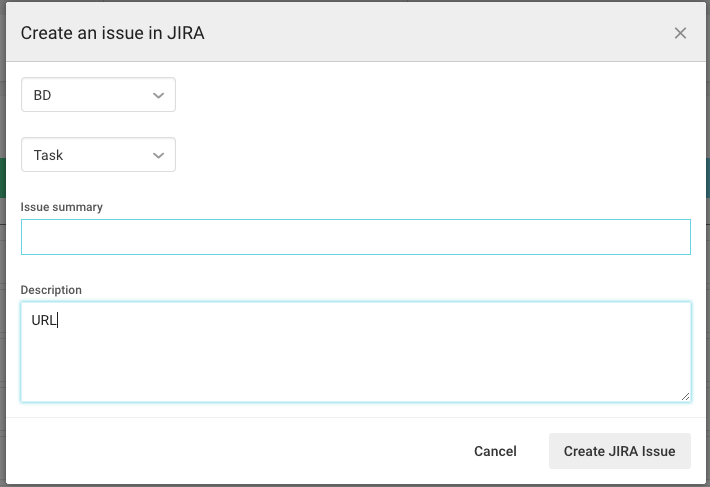 Create an issue in JIRA
BD
Task
Issue summary
Description
URL
Cancel
Create JIRA Issue